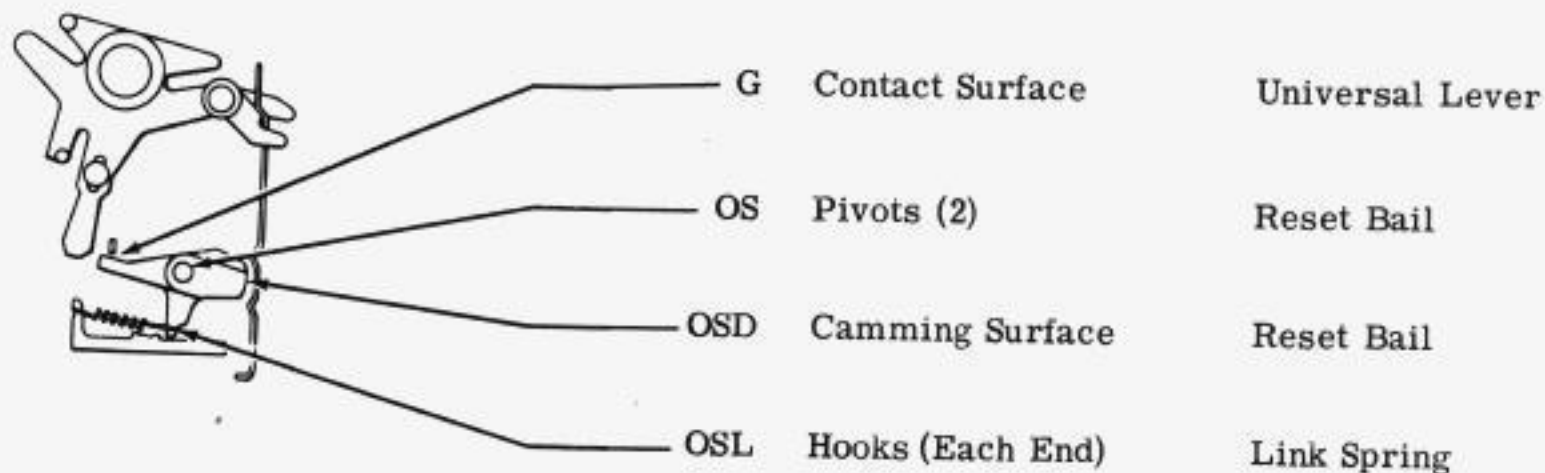 G Contact Surface Universal Lever
OS Pivots (2) Reset Bail
OSD Camming Surface Reset Bail
OSL Hooks (Each End) Link Spring